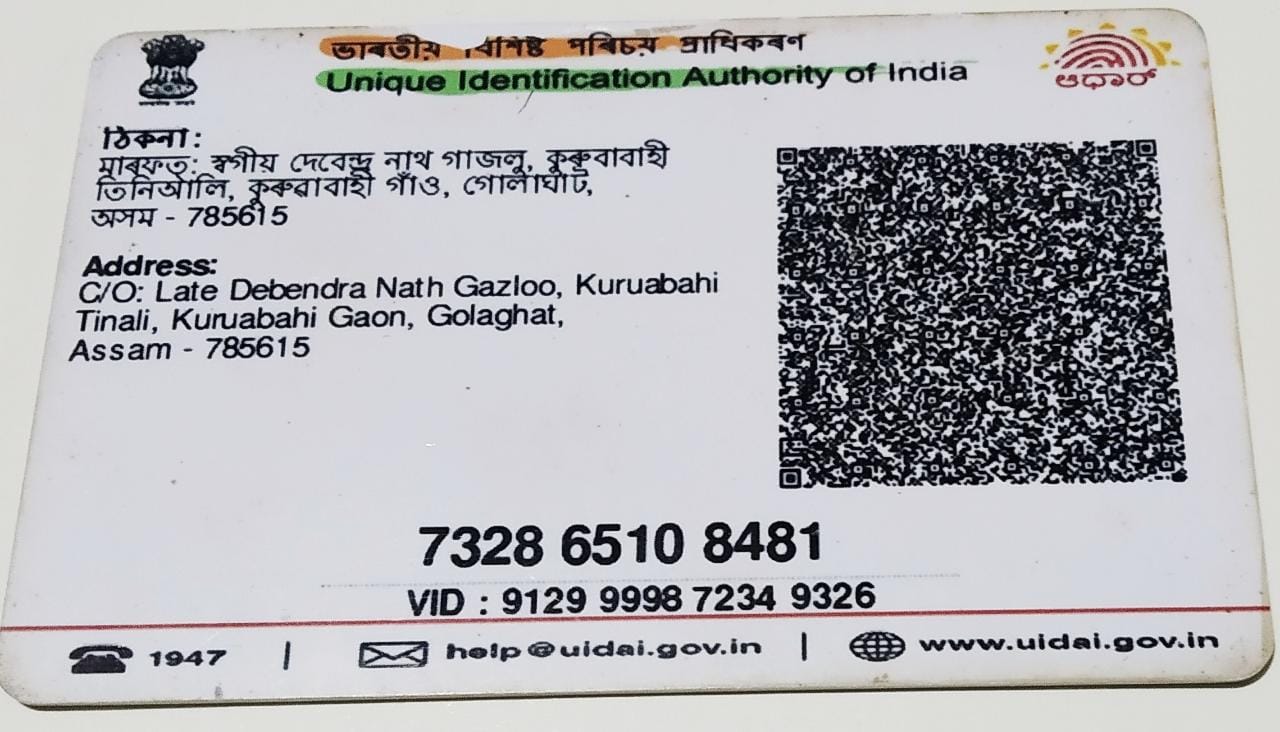 ভাৰতীয় বিশিষ্ট পৰিচয় প্ৰাধিকৰণ
Unique Identification Authority of India
ಆಧಾರ್
ঠিকনা:
মাৰফত: স্বৰ্গীয় দেবেন্দ্ৰ নাথ গাজলু, কুৰুবাবাহী
তিনিআলি, কুৰুৱাবাহী গাঁও, গোলাঘাট,
অসম - 785615
Address:
C/O: Late Debendra Nath Gazloo, Kuruabahi
Tinali, Kuruabahi Gaon, Golaghat,
Assam - 785615
7328 6510 8481
VID : 9129 9998 7234 9326
1947 | help@uidai.gov.in | www.uidai.gov.in